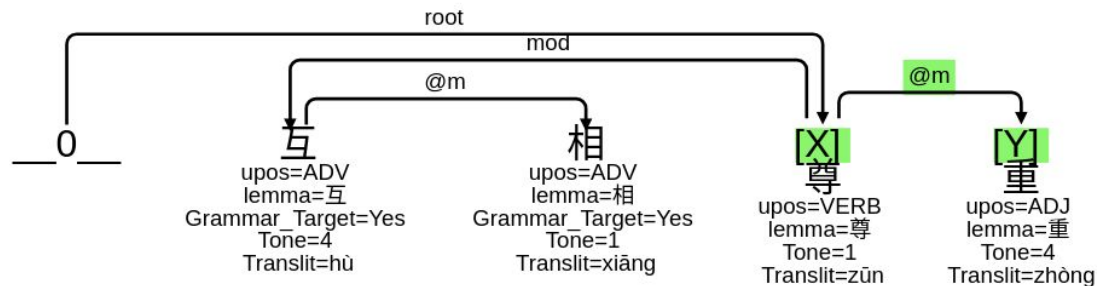 root
mod
@m
@m
__0__ 互 相 [X] [Y]
尊 重
upos=ADV upos=ADV upos=VERB upos=ADJ
lemma=互 lemma=相 lemma=尊 lemma=重
Grammar_Target=Yes Grammar_Target=Yes Tone=1 Tone=4
Tone=4 Tone=1 Translit=zūn Translit=zhòng
Translit=hù Translit=xiāng